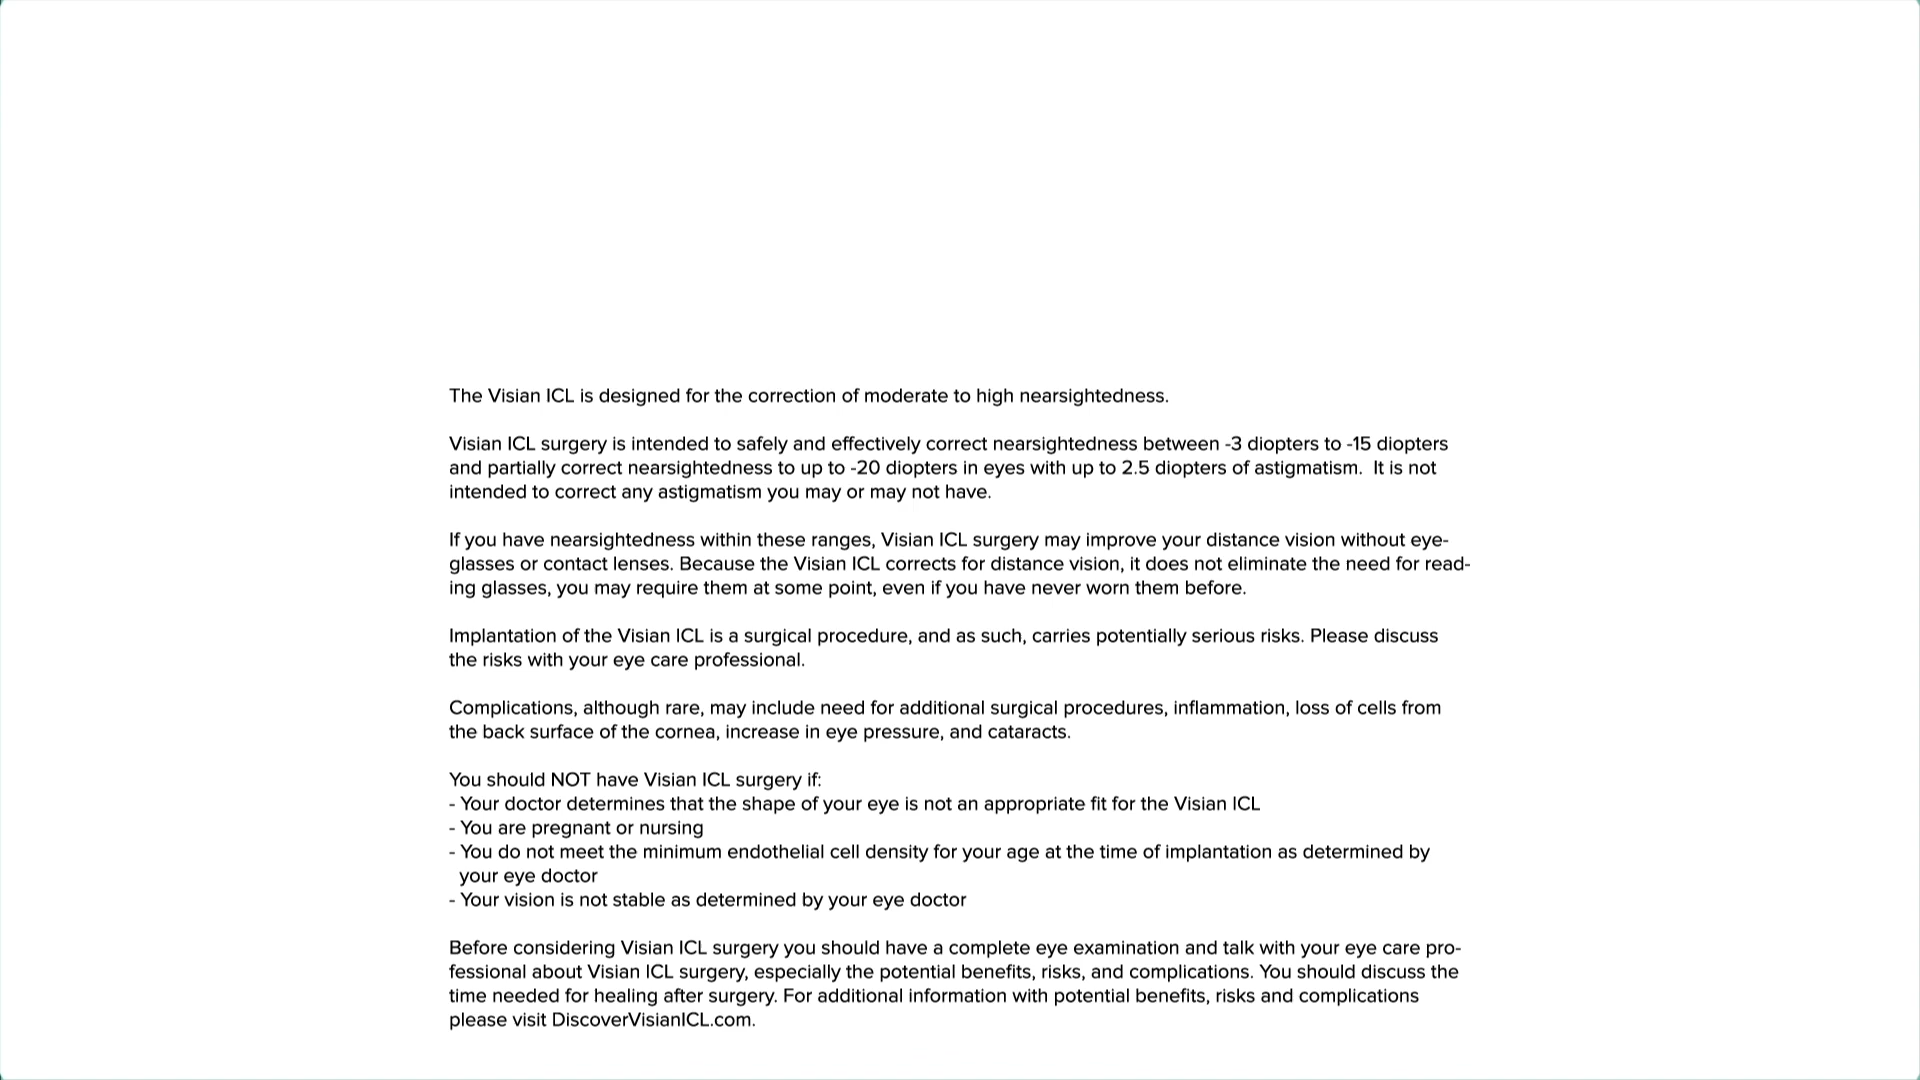 The Visian ICL is designed for the correction of moderate to high nearsightedness.
Visian ICL surgery is intended to safely and effectively correct nearsightedness between -3 diopters to -15 diopters
and partially correct nearsightedness to up to -20 diopters in eyes with up to 2.5 diopters of astigmatism.  It is not
intended to correct any astigmatism you may or may not have.
If you have nearsightedness within these ranges, Visian ICL surgery may improve your distance vision without eye-
glasses or contact lenses. Because the Visian ICL corrects for distance vision, it does not eliminate the need for read-
ing glasses, you may require them at some point, even if you have never worn them before.
Implantation of the Visian ICL is a surgical procedure, and as such, carries potentially serious risks. Please discuss
the risks with your eye care professional.
Complications, although rare, may include need for additional surgical procedures, inflammation, loss of cells from
the back surface of the cornea, increase in eye pressure, and cataracts.
You should NOT have Visian ICL surgery if:
- Your doctor determines that the shape of your eye is not an appropriate fit for the Visian ICL
- You are pregnant or nursing
- You do not meet the minimum endothelial cell density for your age at the time of implantation as determined by
your eye doctor
- Your vision is not stable as determined by your eye doctor
Before considering Visian ICL surgery you should have a complete eye examination and talk with your eye care pro-
fessional about Visian ICL surgery, especially the potential benefits, risks, and complications. You should discuss the
time needed for healing after surgery. For additional information with potential benefits, risks and complications
please visit DiscoverVisianICL.com.